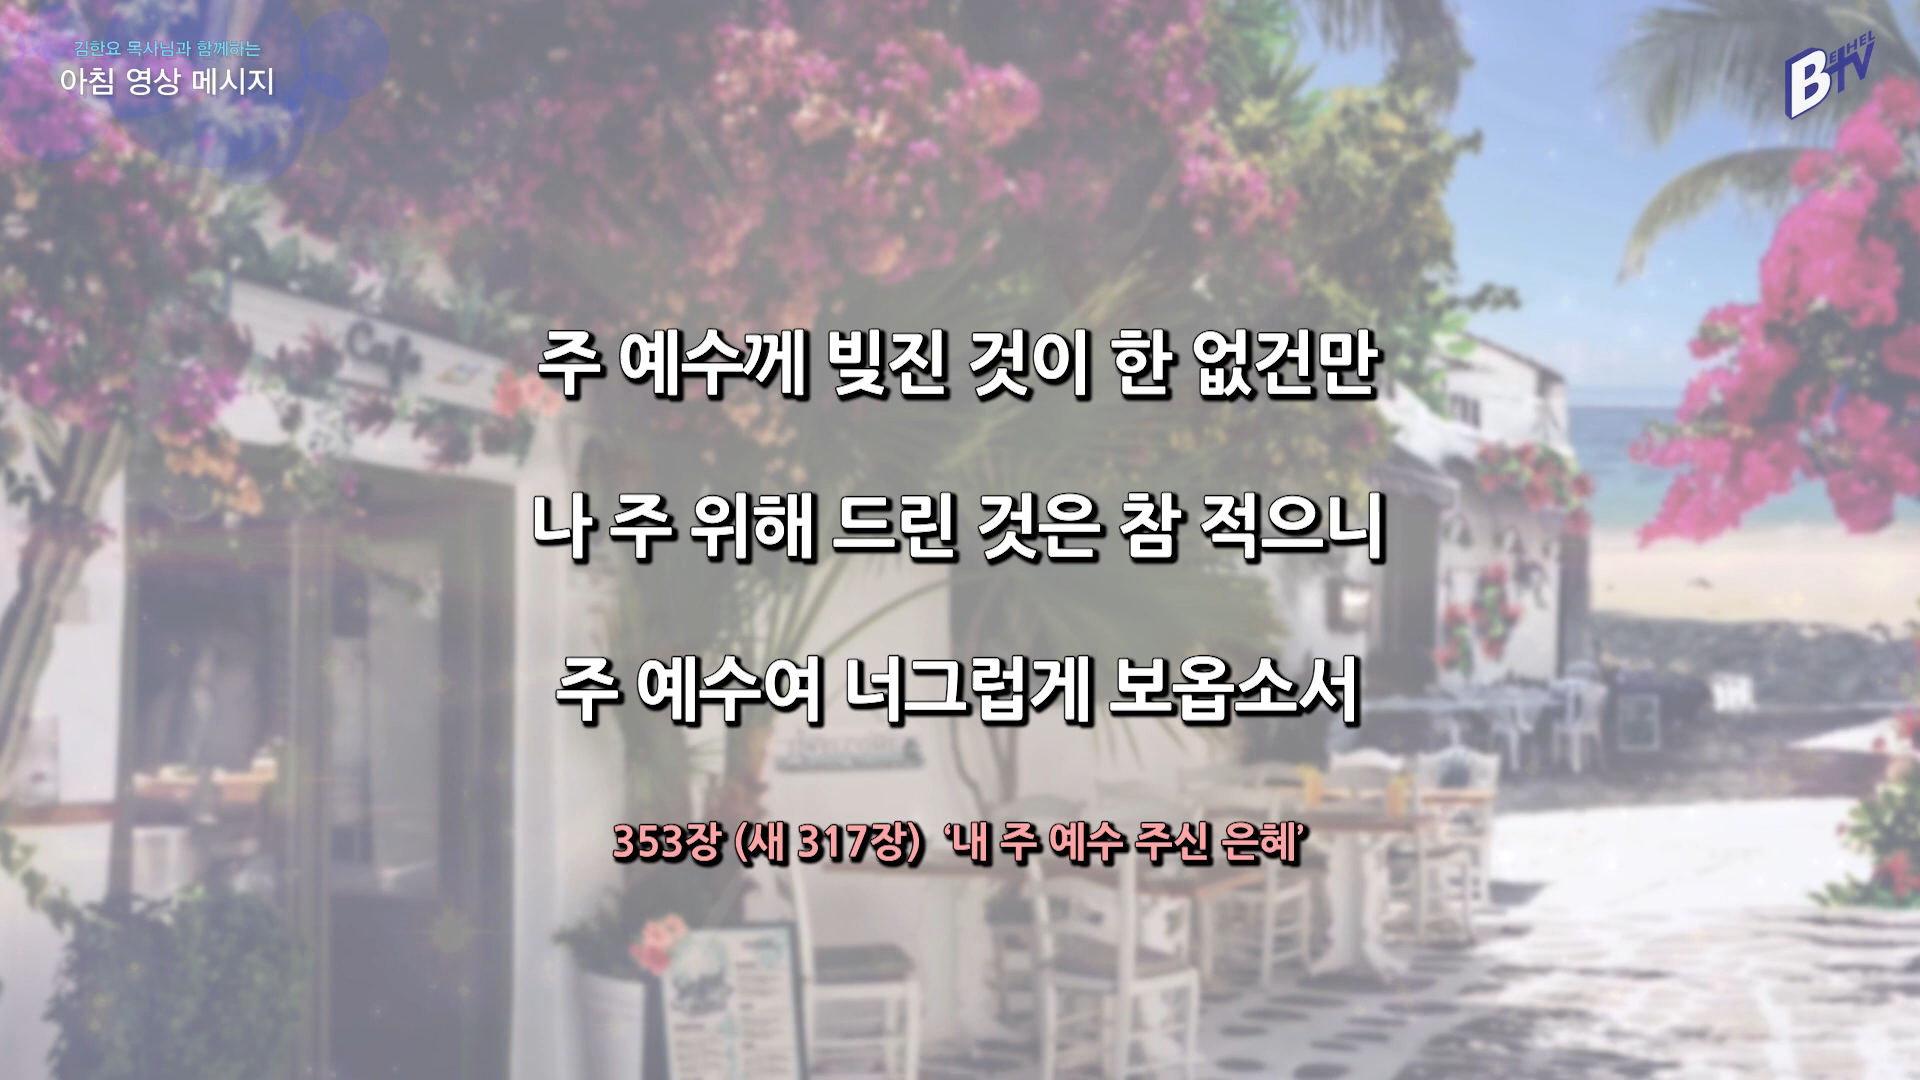 김한요 목사님과 함께하는
아침 영상 메시지
BETHEL TV
Cafe
주 예수께 빚진 것이 한 없건만
나 주 위해 드린 것은 참 적으니
주 예수여 너그럽게 보옵소서
353장 (새 317장) ‘내 주 예수 주신 은혜’